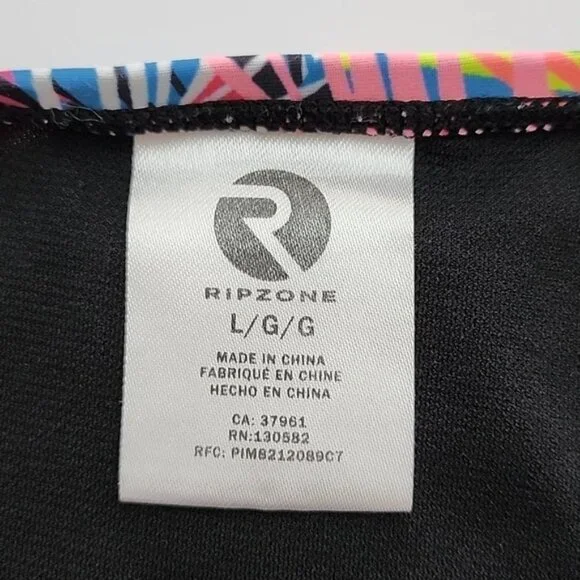 R
RIPZONE
L/G/G
MADE IN CHINA
FABRIQUÉ EN CHINE
HECHO EN CHINA
CA: 37961
RN:130582
RFC: PIM8212089C7